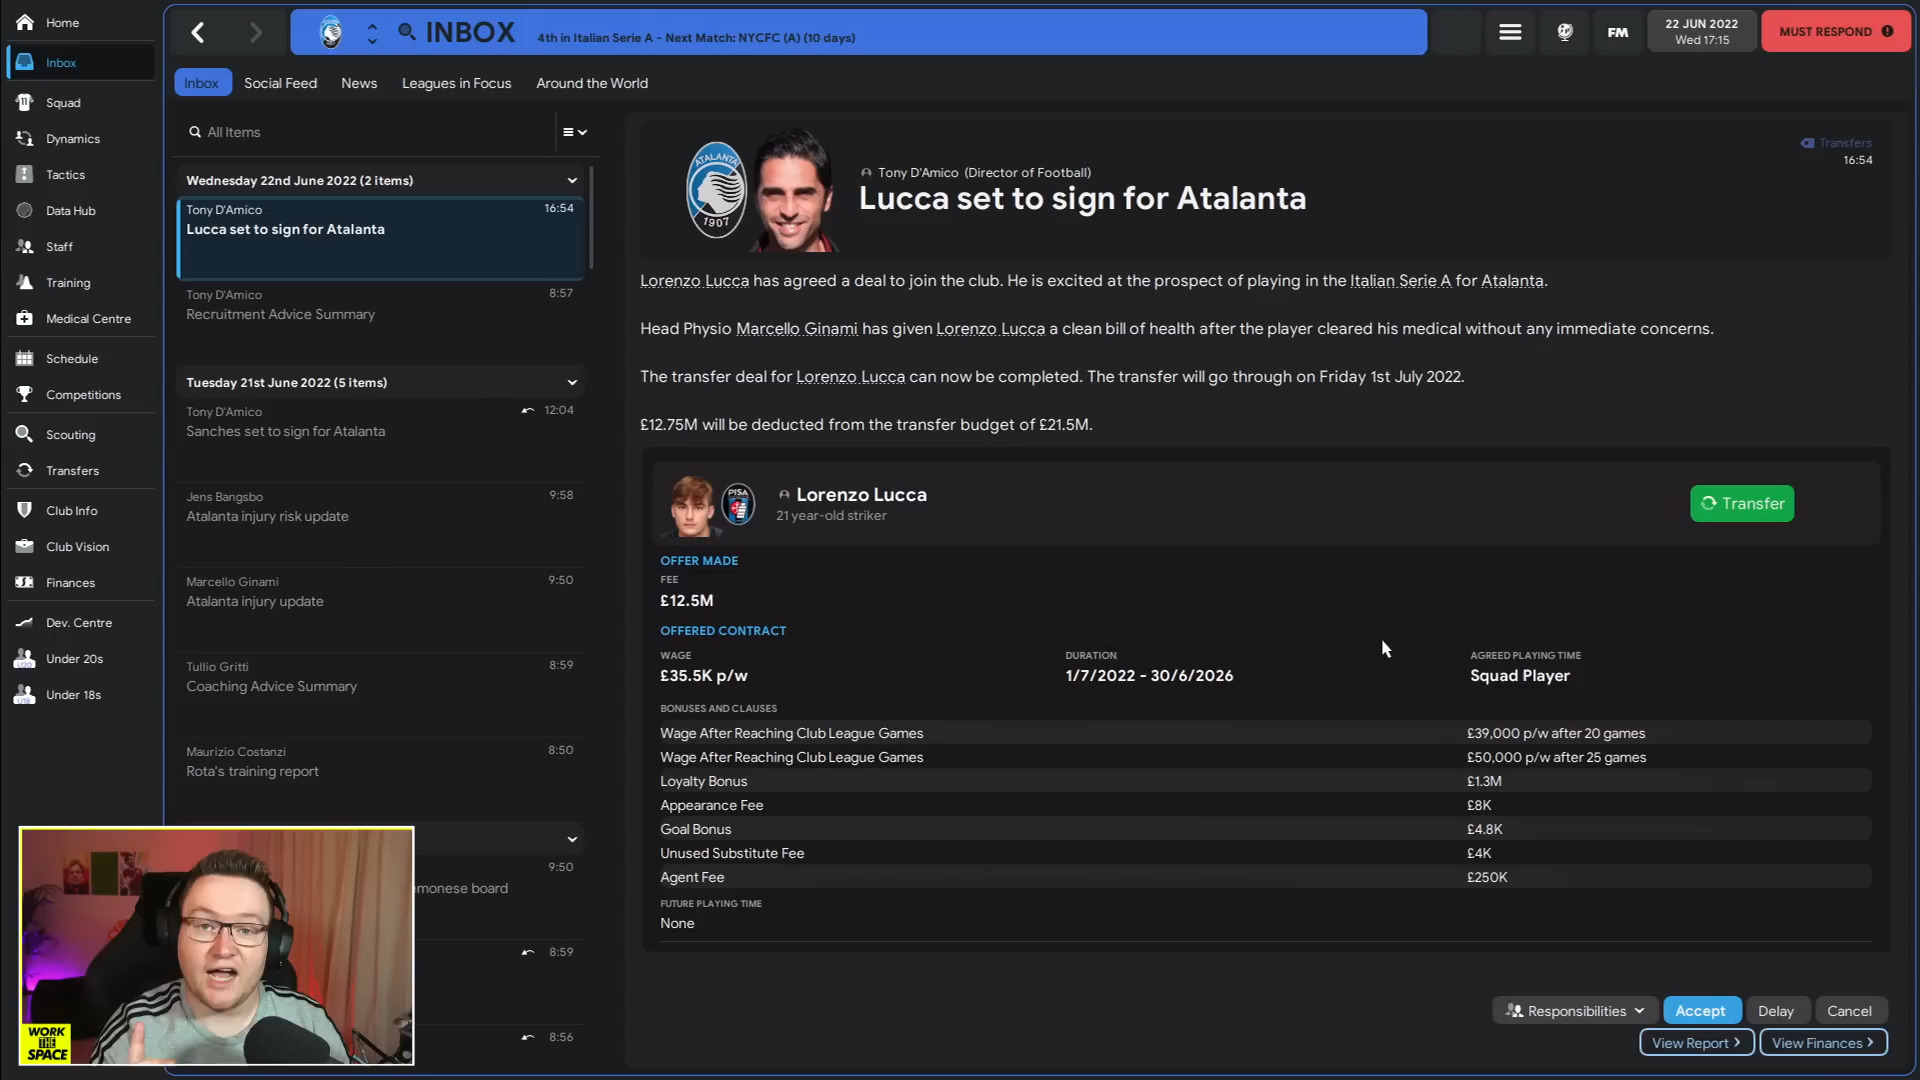 Home
Inbox
Squad
Dynamics
Tactics
Data Hub
Staff
Training
Medical Centre
Schedule
Competitions
Scouting
Transfers
Club Info
Club Vision
Finances
Dev. Centre
Under 20s
Under 18s
INBOX
4th in Italian Serie A - Next Match: NYCFC (A) (10 days)
FM
22 JUN 2022
Wed 17:15
MUST RESPOND
Inbox Social Feed News Leagues in Focus Around the World
All Items
Wednesday 22nd June 2022 (2 items)
Tony D'Amico 16:54
Lucca set to sign for Atalanta
Tony D'Amico 8:57
Recruitment Advice Summary
Tuesday 21st June 2022 (5 items)
Tony D'Amico 12:04
Sanches set to sign for Atalanta
Jens Bangsbo 9:58
Atalanta injury risk update
Marcello Ginami 9:50
Atalanta injury update
Tullio Gritti 8:59
Coaching Advice Summary
Maurizio Costanzi 8:50
Rota's training report
9:50
emonese board
8:59
8:56
WORK
THE
SPACE
ATALANTA
1907
Tony D'Amico (Director of Football)
Lucca set to sign for Atalanta
Transfers
16:54
Lorenzo Lucca has agreed a deal to join the club. He is excited at the prospect of playing in the Italian Serie A for Atalanta.
Head Physio Marcello Ginami has given Lorenzo Lucca a clean bill of health after the player cleared his medical without any immediate concerns.
The transfer deal for Lorenzo Lucca can now be completed. The transfer will go through on Friday 1st July 2022.
£12.75M will be deducted from the transfer budget of £21.5M.
PISA
Lorenzo Lucca
21 year-old striker
Transfer
OFFER MADE
FEE
£12.5M
OFFERED CONTRACT
WAGE DURATION AGREED PLAYING TIME
£35.5K p/w 1/7/2022 - 30/6/2026 Squad Player
BONUSES AND CLAUSES
Wage After Reaching Club League Games £39,000 p/w after 20 games
Wage After Reaching Club League Games £50,000 p/w after 25 games
Loyalty Bonus £1.3M
Appearance Fee £8K
Goal Bonus £4.8K
Unused Substitute Fee £4K
Agent Fee £250K
FUTURE PLAYING TIME
None
Responsibilities Accept Delay Cancel
View Report View Finances